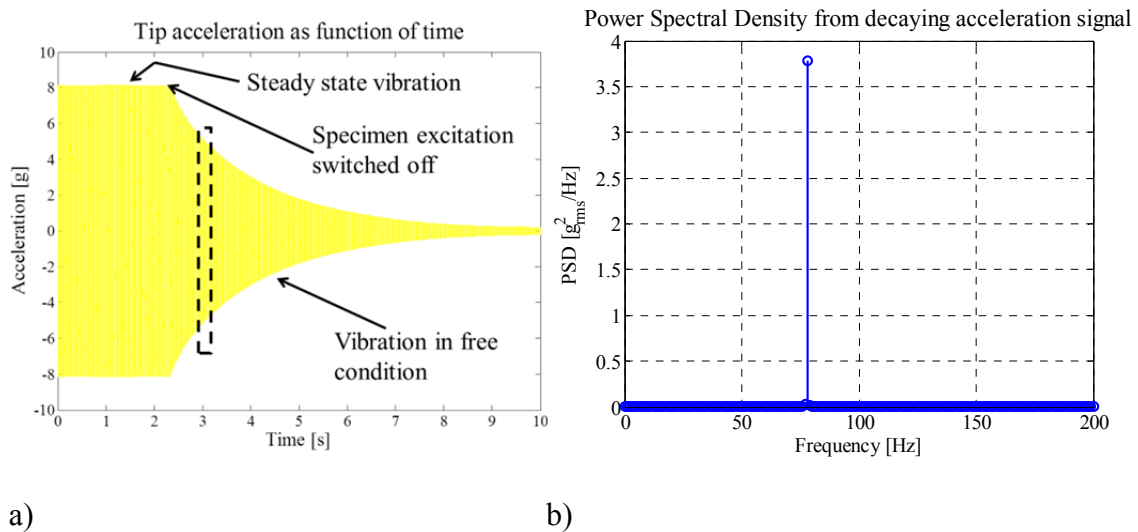 Tip acceleration as function of time
10
8
6
4
2
0
-2
-4
-6
-8
-10
Acceleration [g]
Steady state vibration
Specimen excitation
switched off
Vibration in free
condition
0 1 2 3 4 5 6 7 8 9 10
Time [s]
a)
Power Spectral Density from decaying acceleration signal
4
3.5
3
2.5
2
1.5
1
0.5
0
PSD [g²rms/Hz]
0 50 100 150 200
Frequency [Hz]
b)